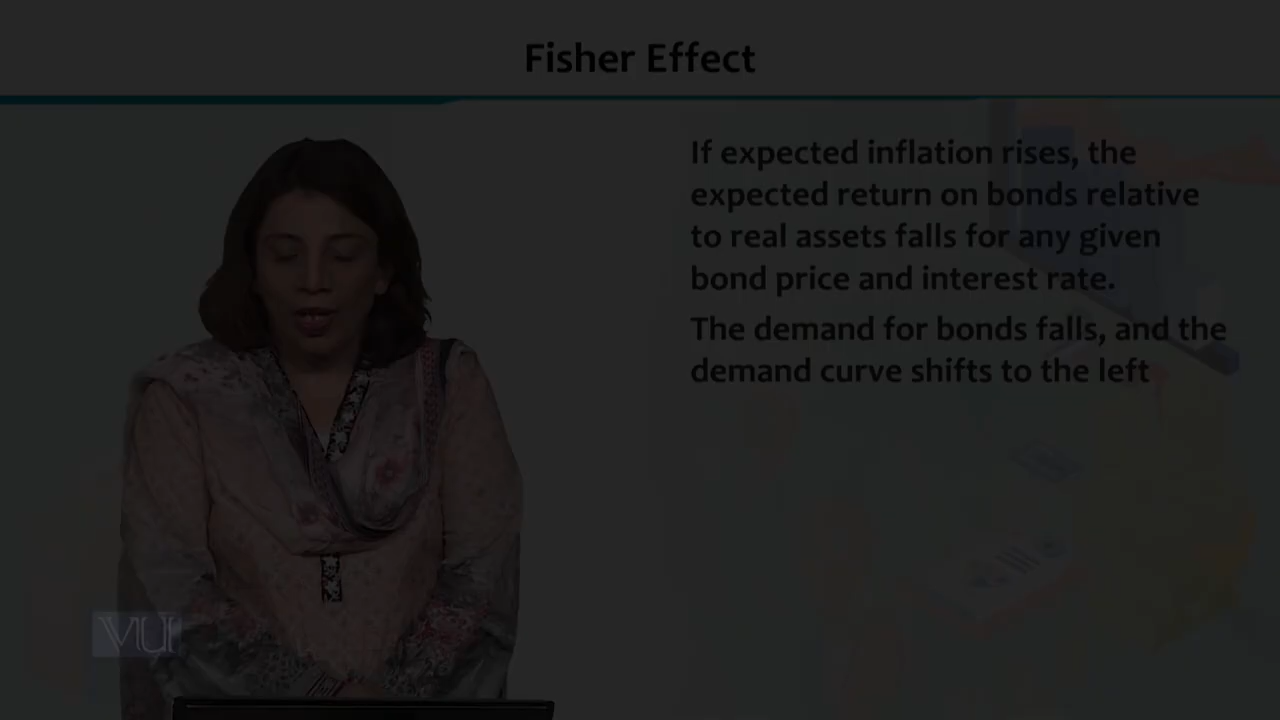 Fisher Effect
If expected inflation rises, the
expected return on bonds relative
to real assets falls for any given
bond price and interest rate.
The demand for bonds falls, and the
demand curve shifts to the left
VU